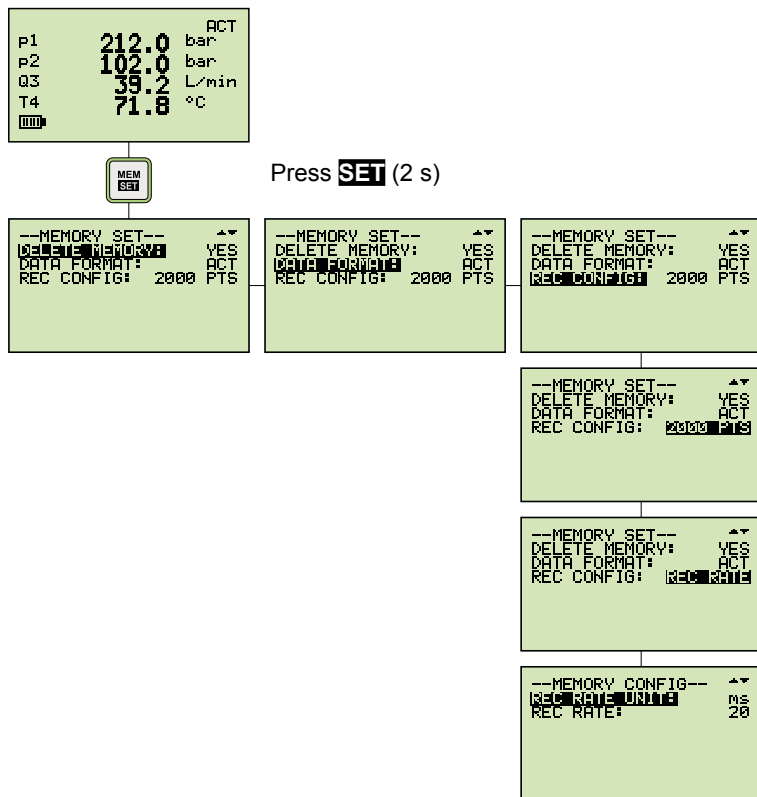 ACT
p1 212.0 bar
p2 102.0 bar
Q3 39.2 L/min
T4 71.8 °C
MEM
SET
Press SET (2 s)
--MEMORY SET--
DELETE MEMORY: YES
DATA FORMAT: ACT
REC CONFIG: 2000 PTS
--MEMORY SET--
DELETE MEMORY: YES
DATA FORMAT: ACT
REC CONFIG: 2000 PTS
--MEMORY SET--
DELETE MEMORY: YES
DATA FORMAT: ACT
REC CONFIG: 2000 PTS
--MEMORY SET--
DELETE MEMORY: YES
DATA FORMAT: ACT
REC CONFIG: 2000 PTS
--MEMORY SET--
DELETE MEMORY: YES
DATA FORMAT: ACT
REC CONFIG: REC RATE
--MEMORY CONFIG--
REC RATE UNIT: ms
REC RATE: 20